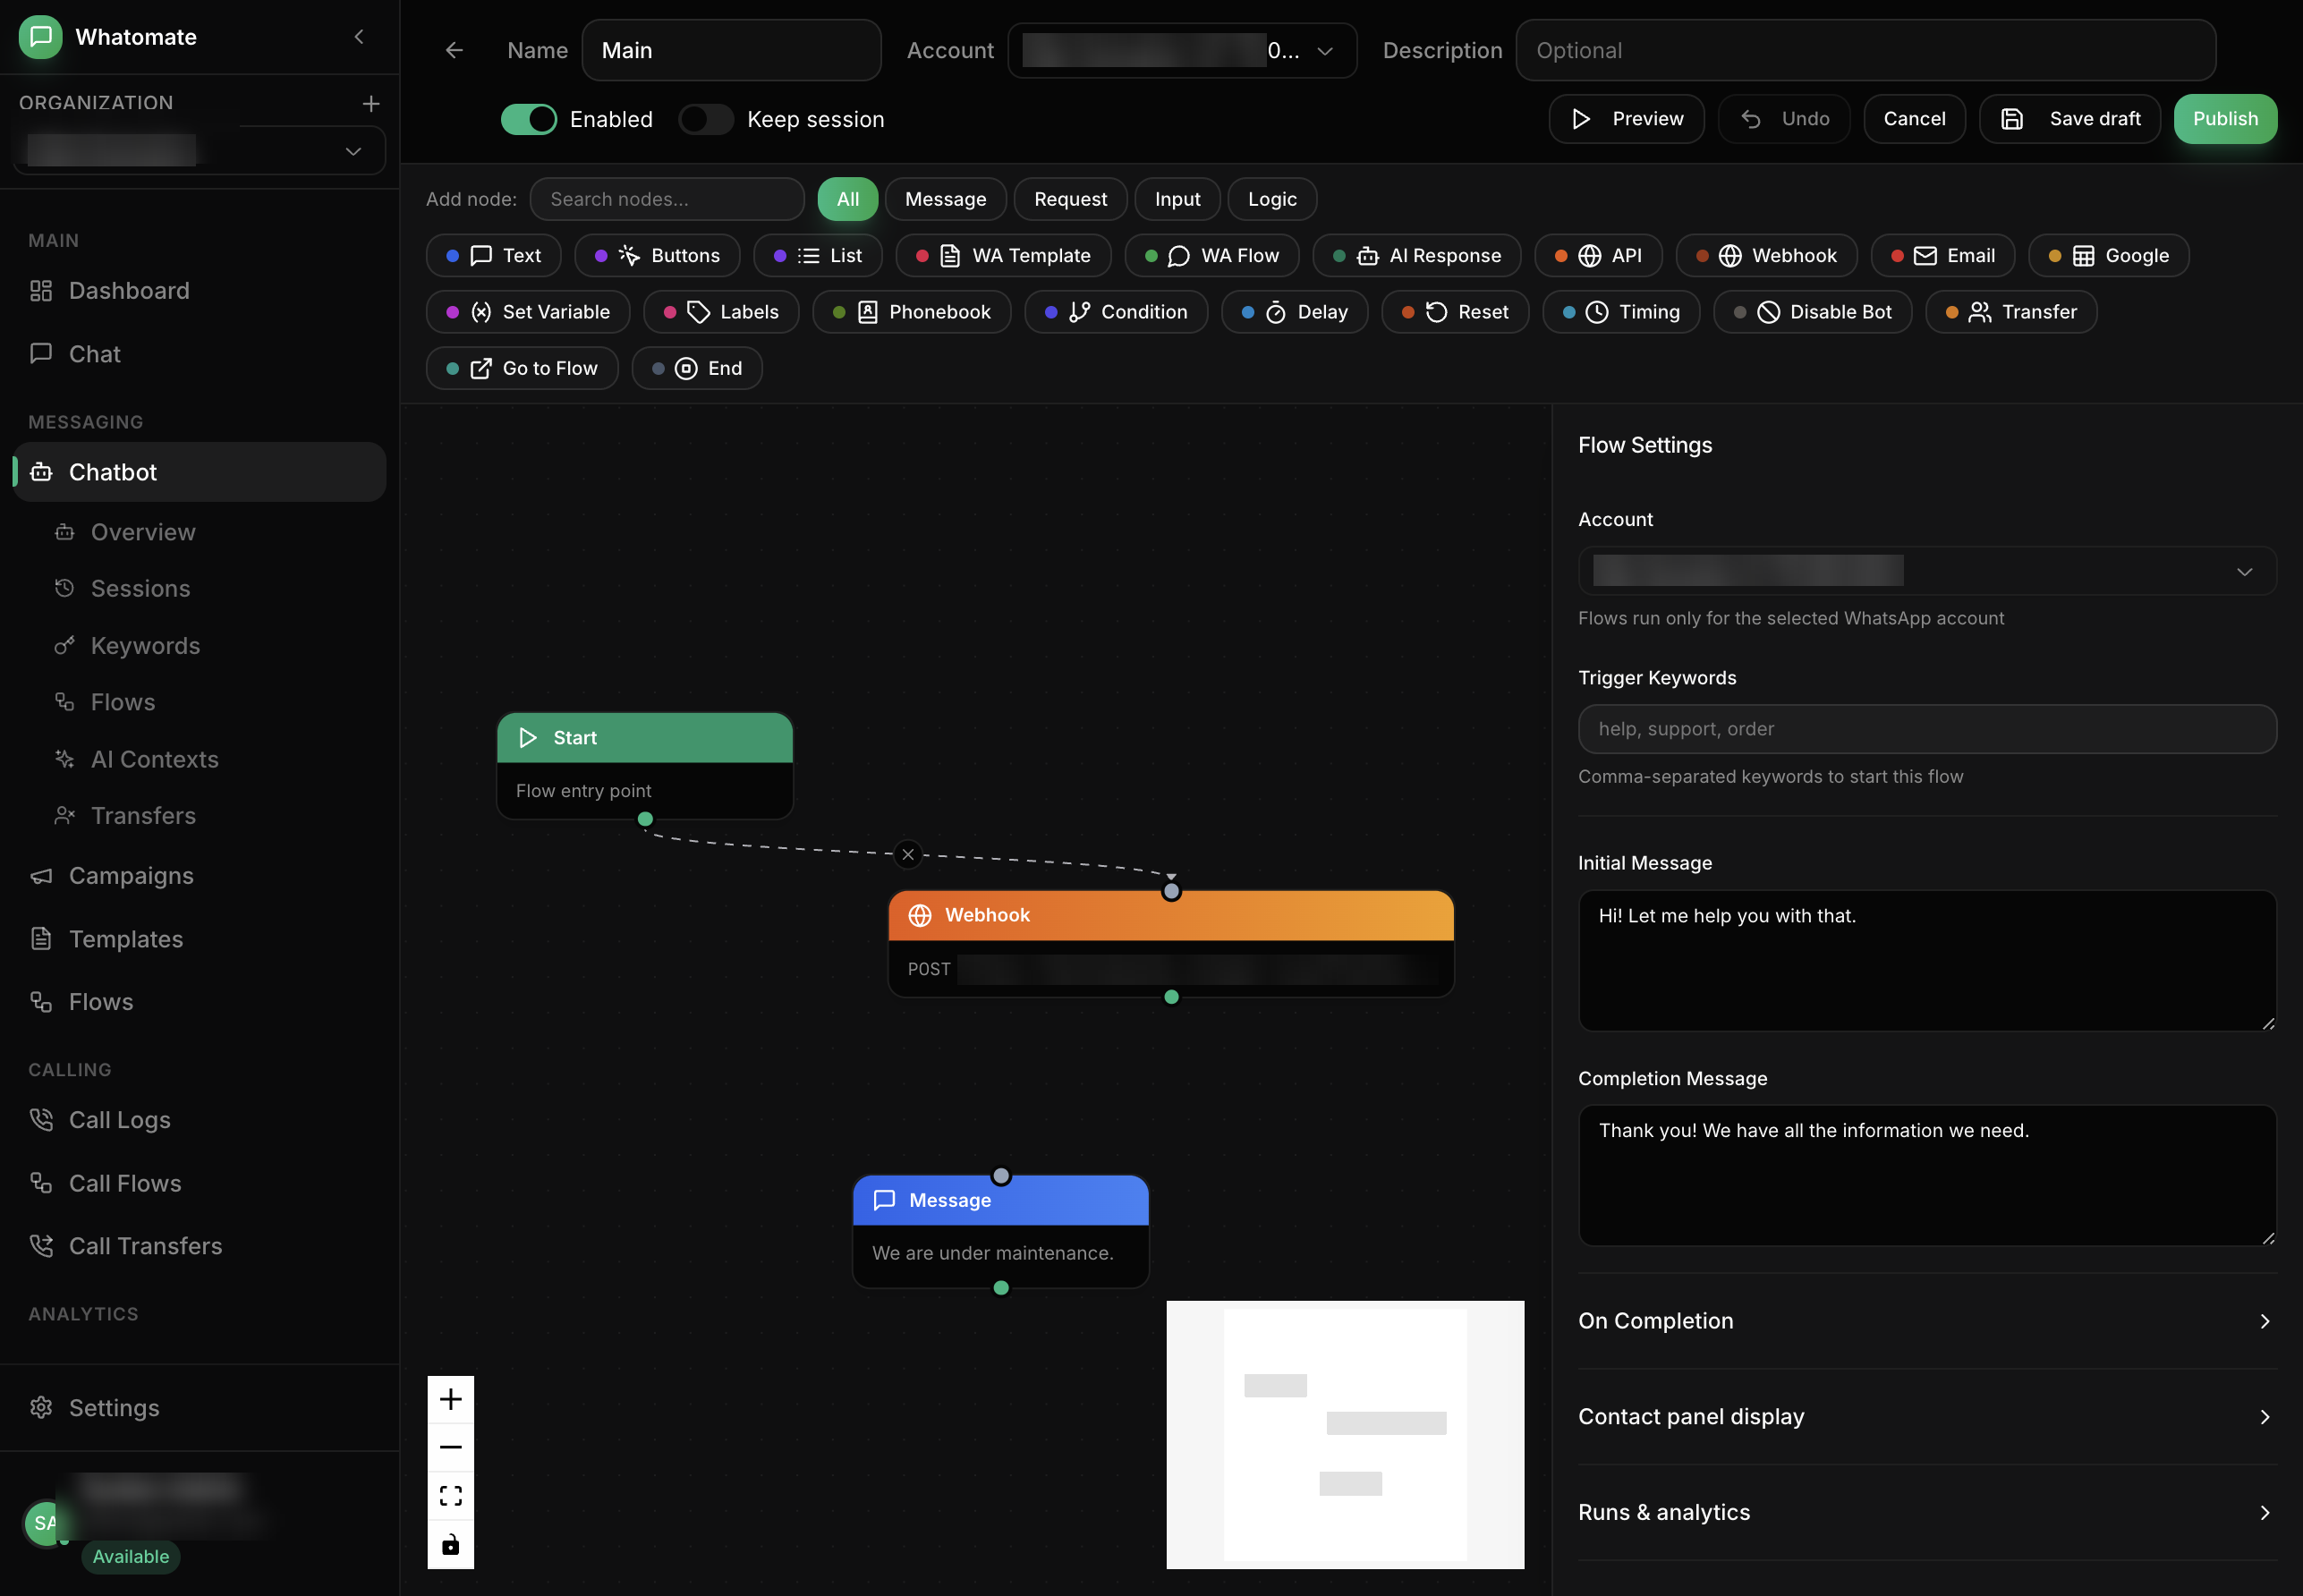 Whatomate
ORGANIZATION
MAIN
Dashboard
Chat
MESSAGING
Chatbot
Overview
Sessions
Keywords
Flows
AI Contexts
Transfers
Campaigns
Templates
Flows
CALLING
Call Logs
Call Flows
Call Transfers
ANALYTICS
Settings
SA
Available
Name Main Account 0... Description Optional
Enabled Keep session Preview Undo Cancel Save draft Publish
Add node: Search nodes... All Message Request Input Logic
Text Buttons List WA Template WA Flow AI Response API Webhook Email Google
Set Variable Labels Phonebook Condition Delay Reset Timing Disable Bot Transfer
Go to Flow End
Start
Flow entry point
Webhook
POST
Message
We are under maintenance.
Flow Settings
Account
Flows run only for the selected WhatsApp account
Trigger Keywords
help, support, order
Comma-separated keywords to start this flow
Initial Message
Hi! Let me help you with that.
Completion Message
Thank you! We have all the information we need.
On Completion
Contact panel display
Runs & analytics